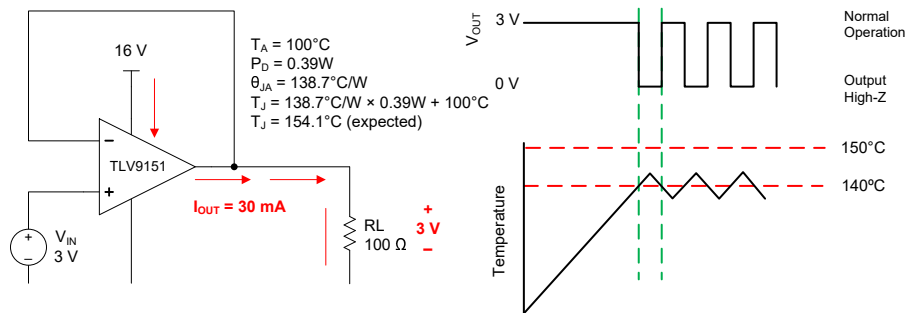 16 V
T_A = 100°C
P_D = 0.39W
θ_JA = 138.7°C/W
T_J = 138.7°C/W × 0.39W + 100°C
T_J = 154.1°C (expected)
–
TLV9151
+
I_OUT = 30 mA
+
–
V_IN
3 V
RL
100 Ω
+
3 V
–
V_OUT
3 V
0 V
Normal
Operation
Output
High-Z
Temperature
150°C
140ºC